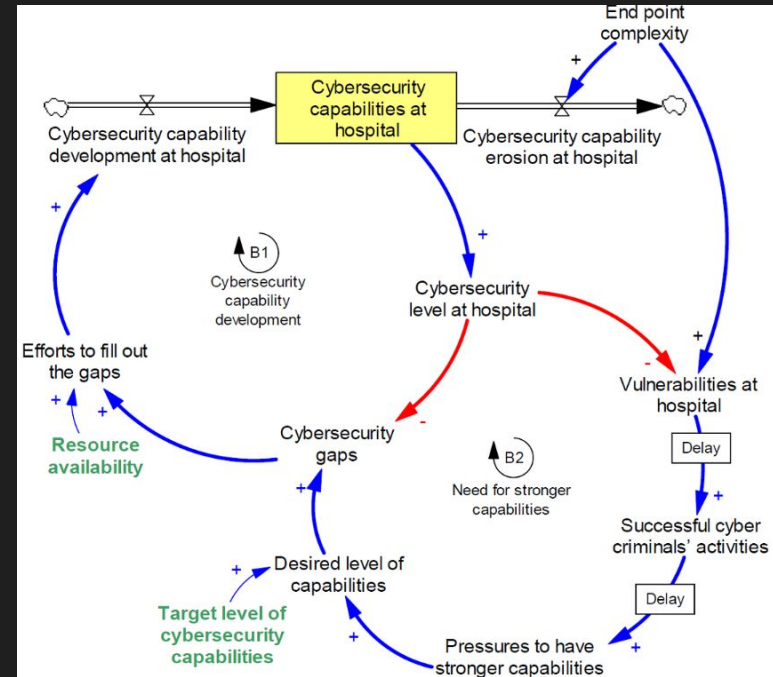 End point
complexity
+
Cybersecurity
capabilities at
hospital
Cybersecurity capability
development at hospital
Cybersecurity capability
erosion at hospital
+
+
B1
Cybersecurity
capability
development
Cybersecurity
level at hospital
+
-
Efforts to fill out
the gaps
Vulnerabilities at
hospital
+
+
-
Resource
availability
Cybersecurity
gaps
Delay
B2
Need for stronger
capabilities
+
+
Successful cyber
criminals' activities
Desired level of
capabilities
+
Delay
Target level of
cybersecurity
capabilities
+
+
Pressures to have
stronger capabilities